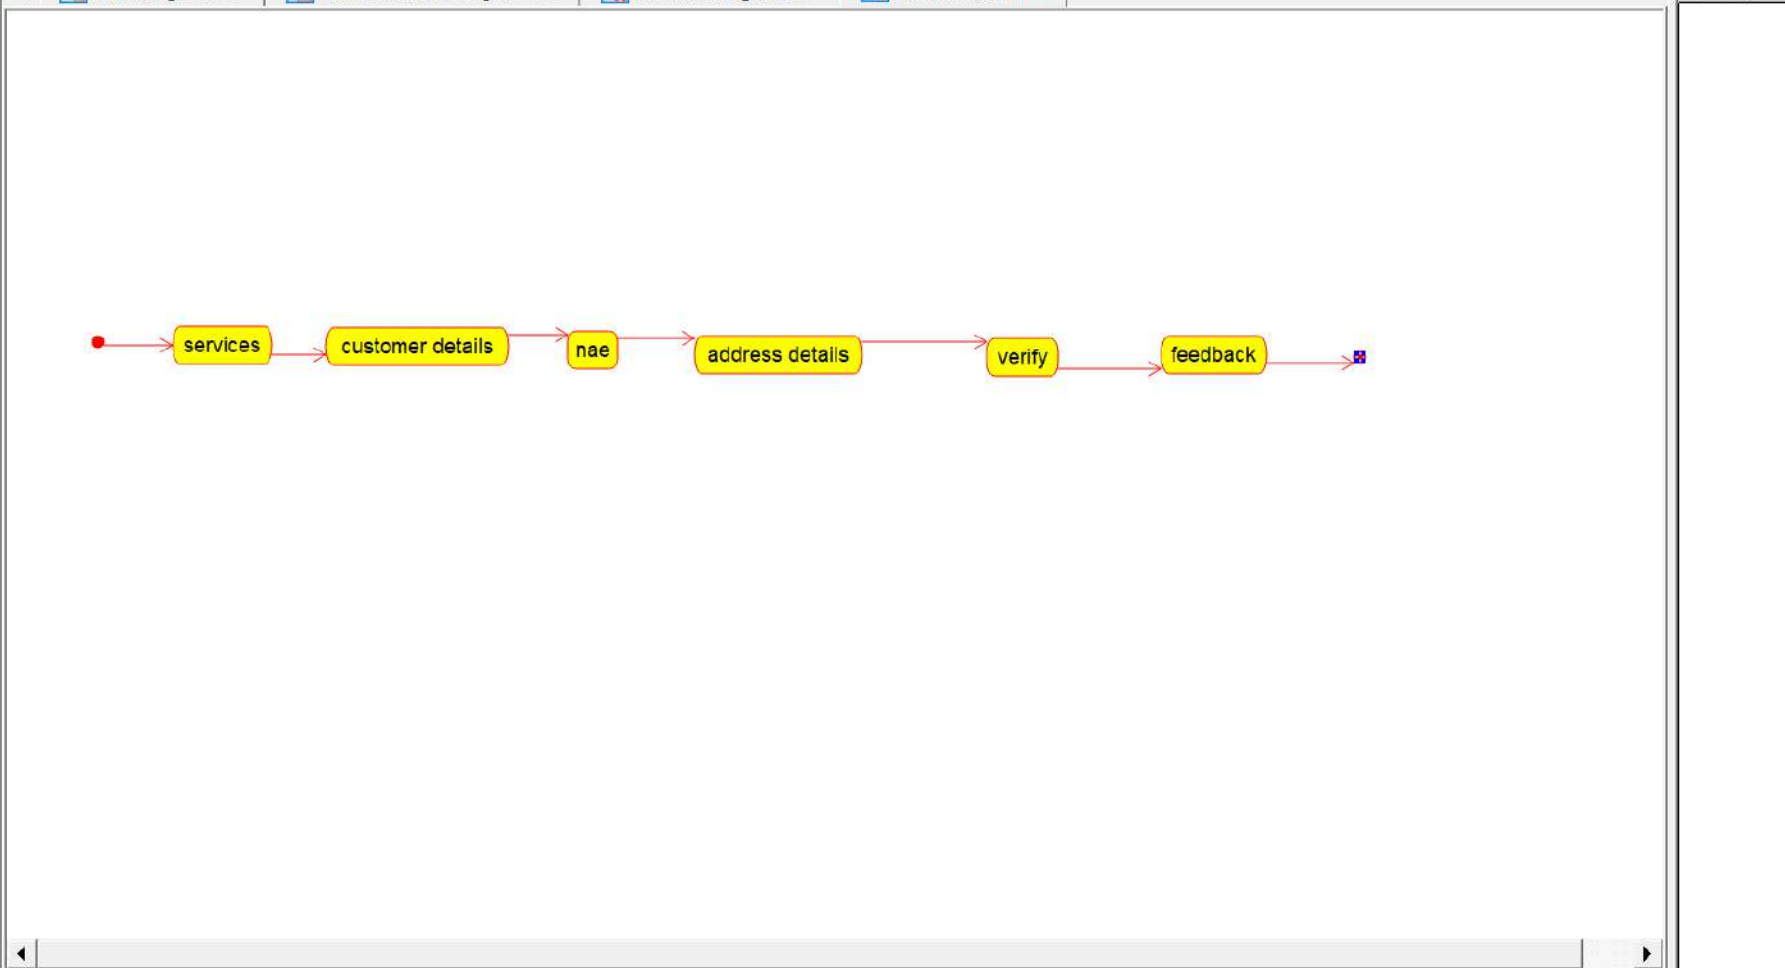 services
customer details
nae
address details
verify
feedback